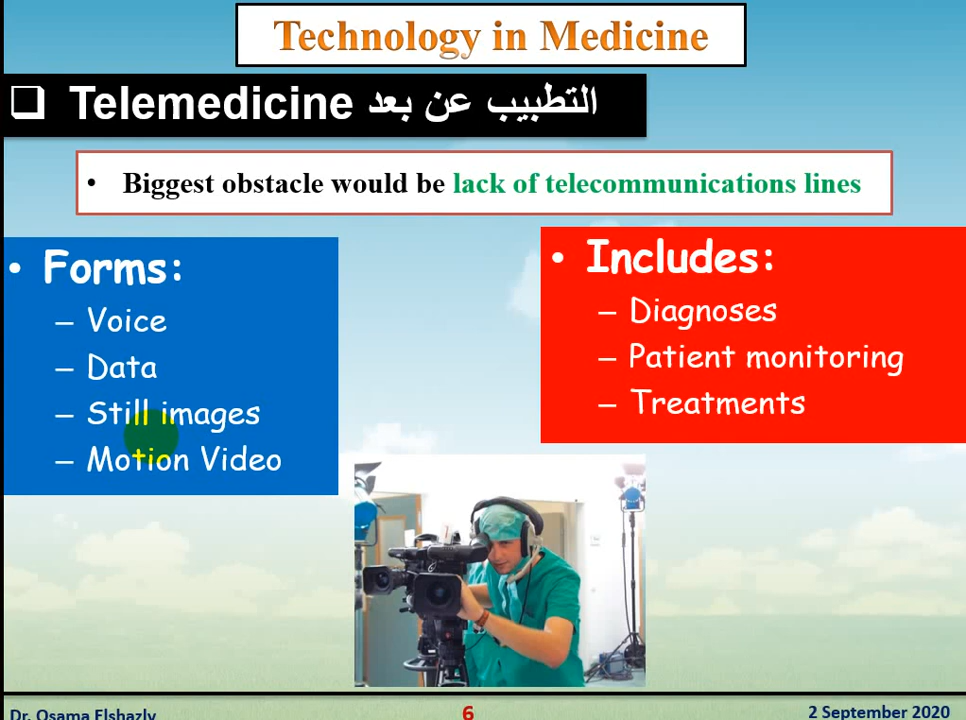 Technology in Medicine
❑ Telemedicine التطبيب عن بعد
• Biggest obstacle would be lack of telecommunications lines
• Forms:
– Voice
– Data
– Still images
– Motion Video
• Includes:
– Diagnoses
– Patient monitoring
– Treatments
Dr. Osama Elshazly
6
2 September 2020